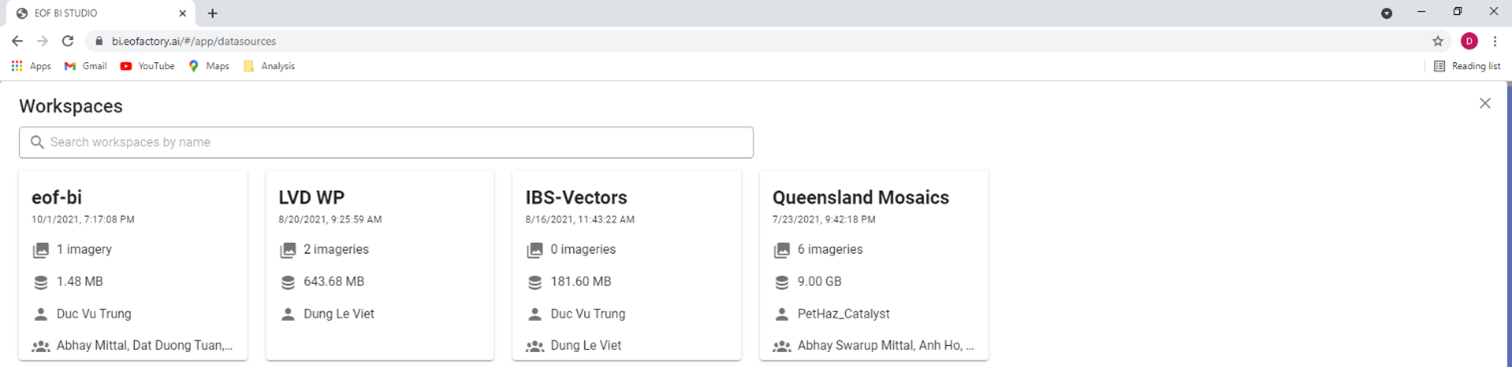 EOF BI STUDIO
bi.eofactory.ai/#/app/datasources
D
Apps Gmail YouTube Maps Analysis Reading list
Workspaces
Search workspaces by name
eof-bi
10/1/2021, 7:17:08 PM
1 imagery
1.48 MB
Duc Vu Trung
Abhay Mittal, Dat Duong Tuan,...
LVD WP
8/20/2021, 9:25:59 AM
2 imageries
643.68 MB
Dung Le Viet
IBS-Vectors
8/16/2021, 11:43:22 AM
0 imageries
181.60 MB
Duc Vu Trung
Dung Le Viet
Queensland Mosaics
7/23/2021, 9:42:18 PM
6 imageries
9.00 GB
PetHaz_Catalyst
Abhay Swarup Mittal, Anh Ho, ...